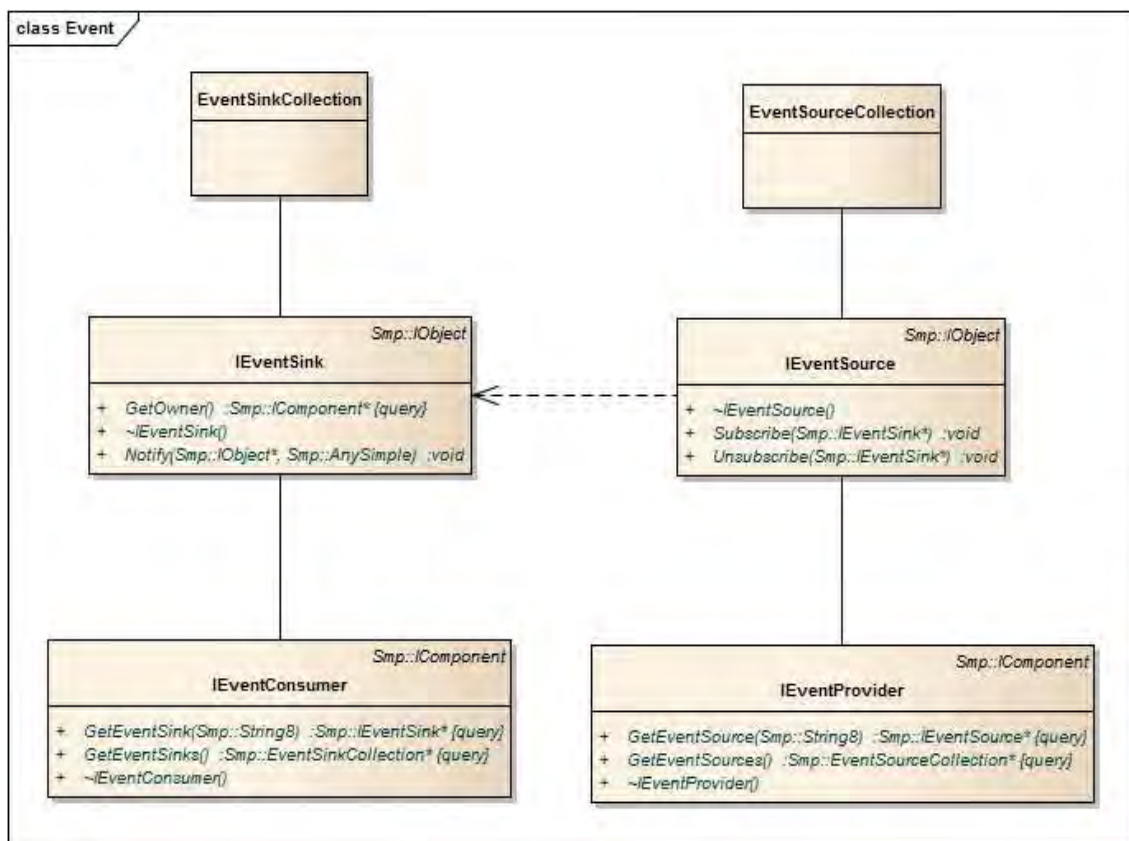 class Event
EventSinkCollection
EventSourceCollection
Smp::IObject
IEventSink
+ GetOwner() :Smp::IComponent* {query}
+ ~IEventSink()
+ Notify(Smp::IObject*, Smp::AnySimple) :void
Smp::IObject
IEventSource
+ ~IEventSource()
+ Subscribe(Smp::IEventSink*) :void
+ Unsubscribe(Smp::IEventSink*) :void
Smp::IComponent
IEventConsumer
+ GetEventSink(Smp::String8) :Smp::IEventSink* {query}
+ GetEventSinks() :Smp::EventSinkCollection* {query}
+ ~IEventConsumer()
Smp::IComponent
IEventProvider
+ GetEventSource(Smp::String8) :Smp::IEventSource* {query}
+ GetEventSources() :Smp::EventSourceCollection* {query}
+ ~IEventProvider()